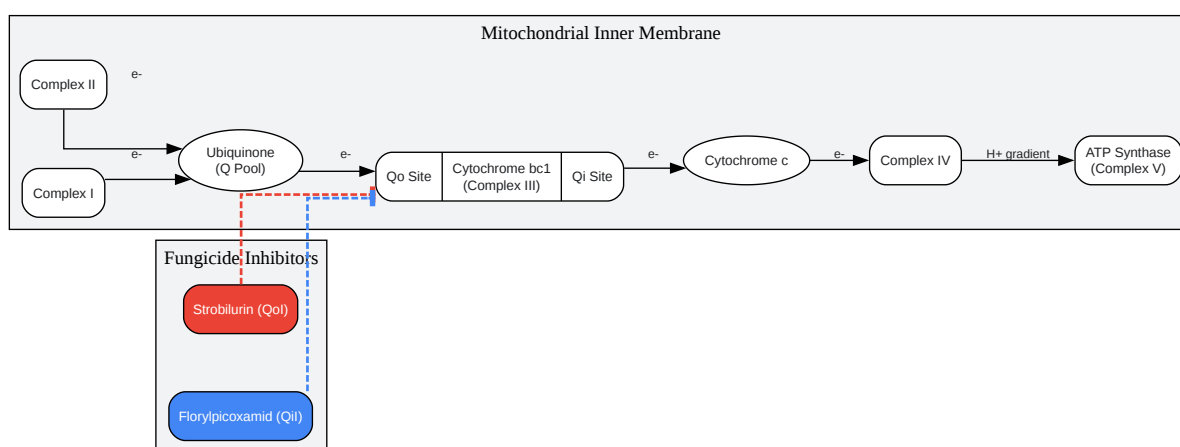 Mitochondrial Inner Membrane
Complex II
e-
e-
Complex I
Ubiquinone
(Q Pool)
e-
Qo Site
Cytochrome bc1
(Complex III)
Qi Site
e-
Cytochrome c
e-
Complex IV
H+ gradient
ATP Synthase
(Complex V)
Fungicide Inhibitors
Strobilurin (QoI)
Florylpicoxamid (QiI)